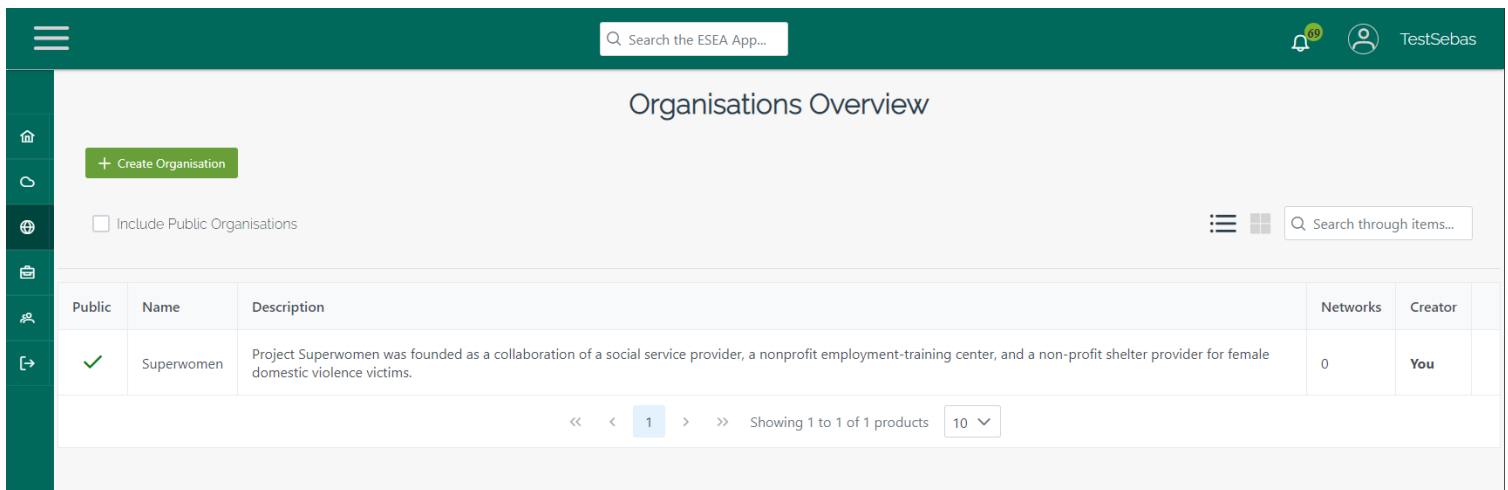 Search the ESEA App...
69
TestSebas
Organisations Overview
+ Create Organisation
Include Public Organisations
Search through items...
Public Name Description Networks Creator
Superwomen Project Superwomen was founded as a collaboration of a social service provider, a nonprofit employment-training center, and a non-profit shelter provider for female
domestic violence victims. 0 You
<< < 1 > >> Showing 1 to 1 of 1 products 10